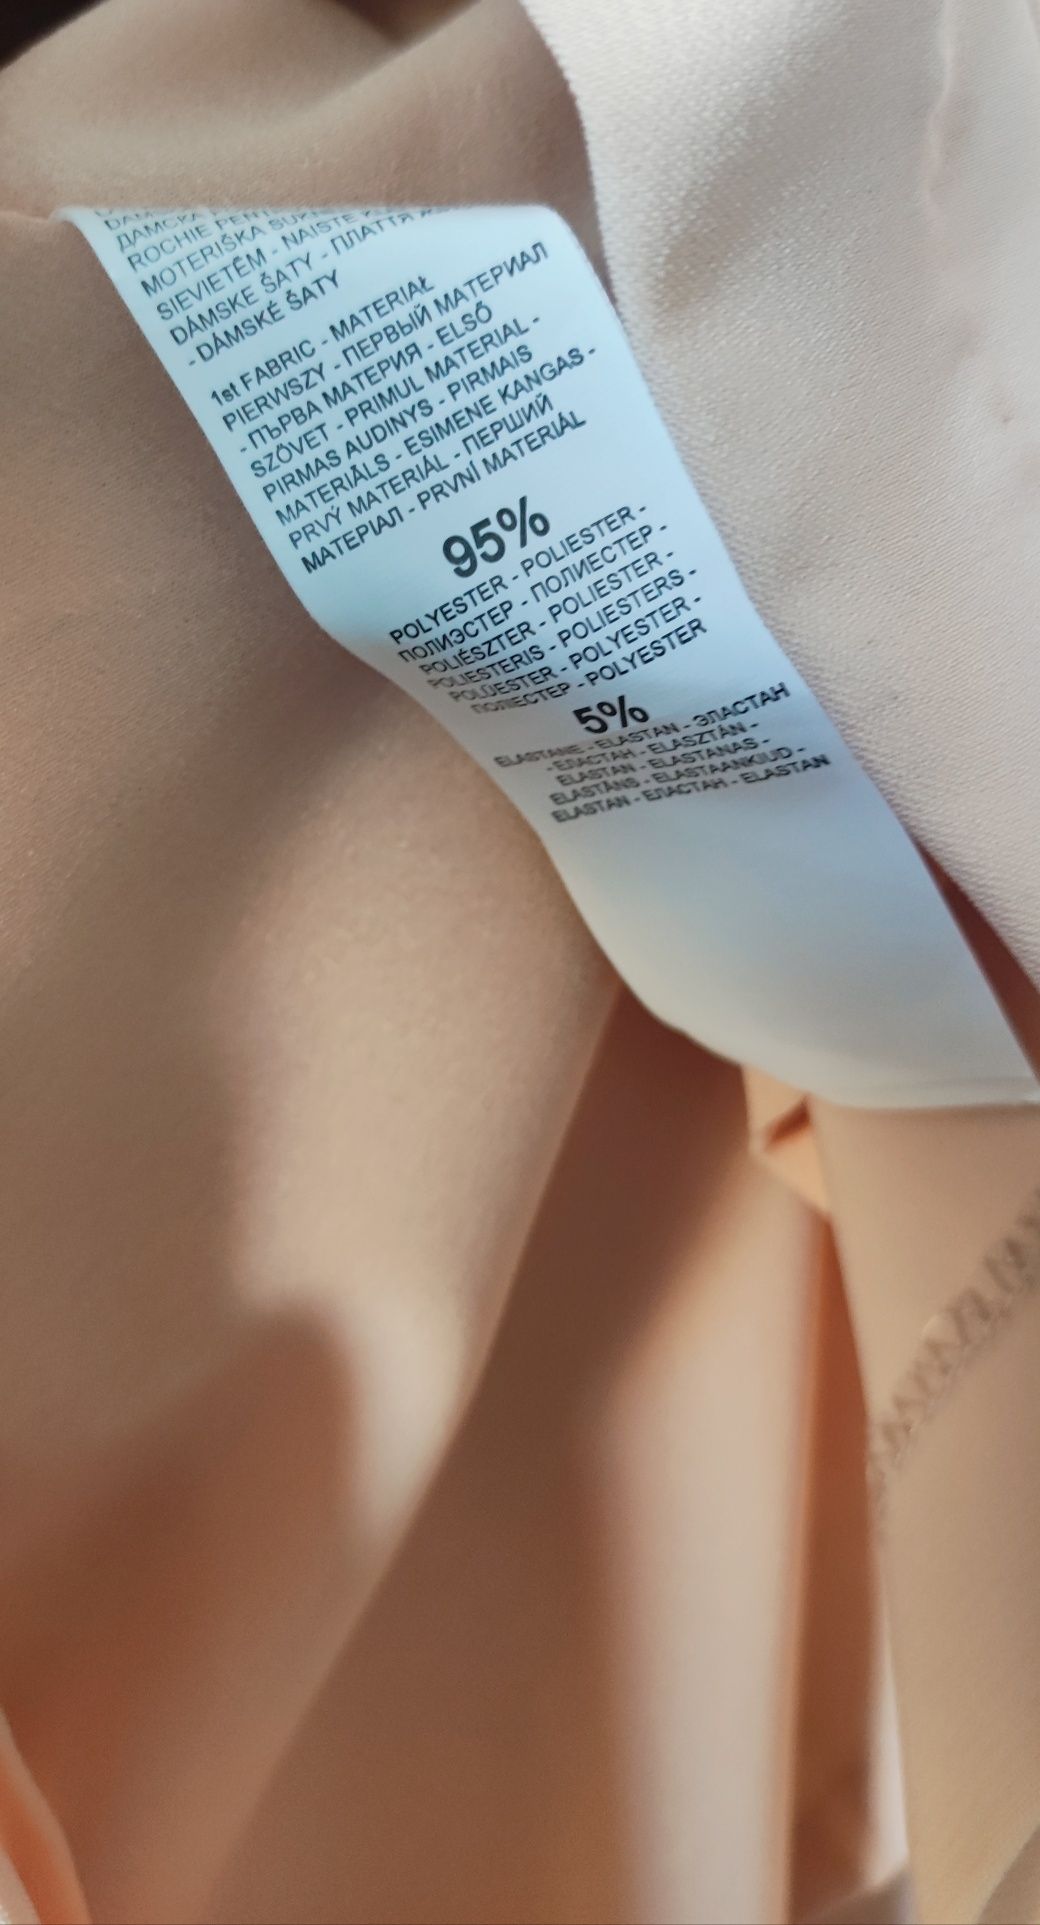 ДАМСКА
ROCHIE PENTRU
MOTERIŠKA
SIEVIETĒM - NAISTE
DÁMSKE ŠATY - ПЛАТТЯ
- DÁMSKÉ ŠATY
1st FABRIC - MATERIAŁ
PIERWSZY - ПЕРВЫЙ МАТЕРИАЛ
- ПЪРВА МАТЕРИЯ - ELSŐ
SZÖVET - PRIMUL MATERIAL -
PIRMAS AUDINYS - PIRMAIS
MATERIĀLS - ESIMENE KANGAS -
PRVÝ MATERIÁL - ПЕРШИЙ
МАТЕРІАЛ - PRVNÍ MATERIÁL
95%
POLYESTER - POLIESTER -
ПОЛИЭСТЕР - ПОЛИЕСТЕР -
POLIÉSZTER - POLIESTER -
POLIESTERIS - POLIESTERS -
POLÜESTER - POLYESTER -
ПОЛІЕСТЕР - POLYESTER
5%
ELASTANE - ELASTAN - ЭЛАСТАН
- ЕЛАСТАН - ELASZTÁN -
ELASTAN - ELASTANAS -
ELASTĀNS - ELASTAANKIUD -
ELASTAN - ЕЛАСТАН - ELASTAN